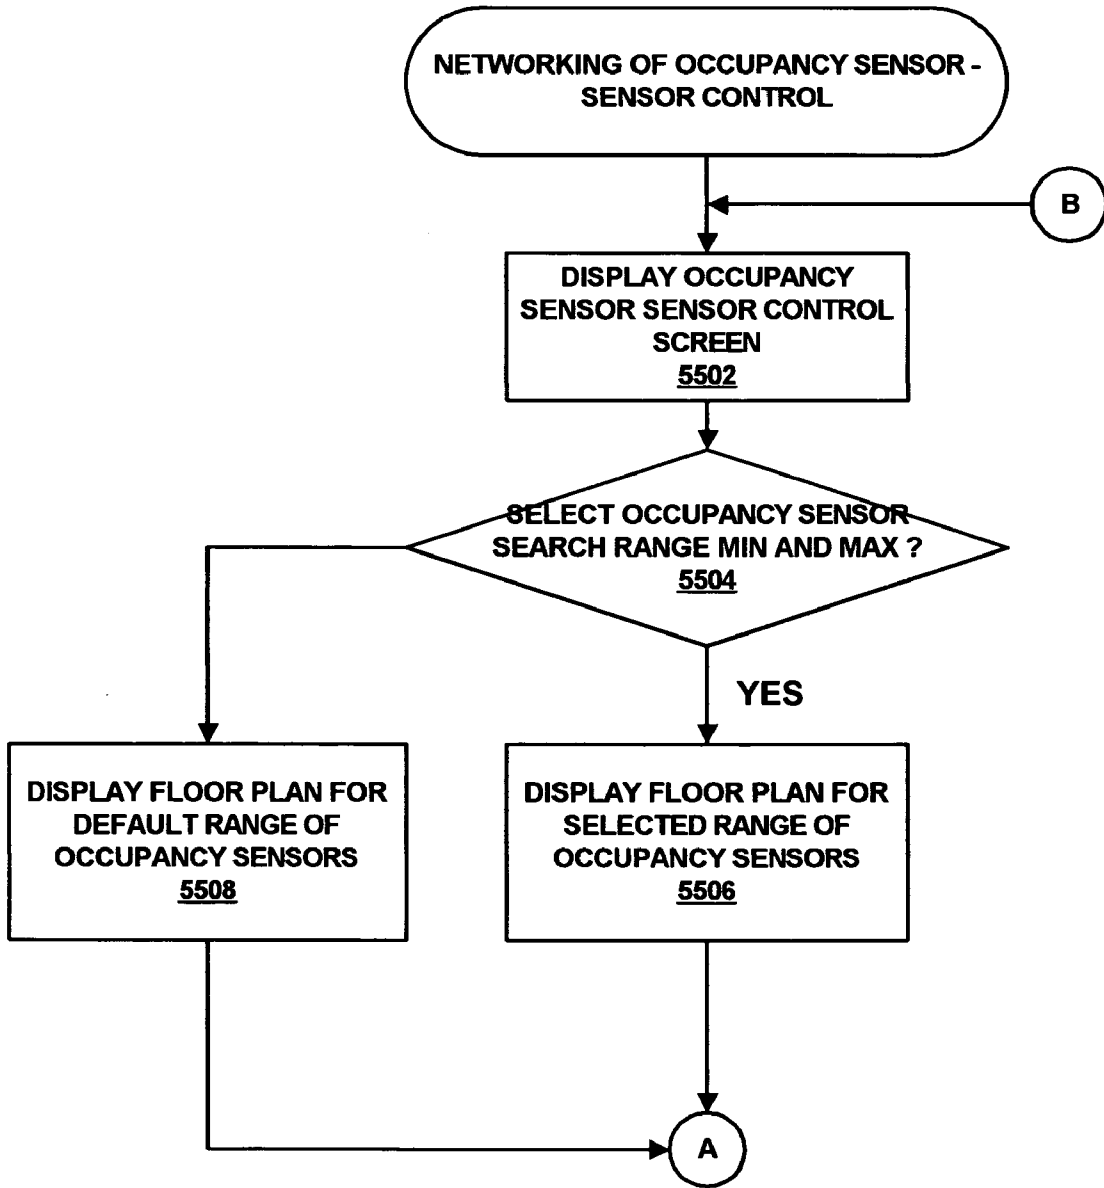 NETWORKING OF OCCUPANCY SENSOR -
SENSOR CONTROL
B
DISPLAY OCCUPANCY
SENSOR SENSOR CONTROL
SCREEN
5502
SELECT OCCUPANCY SENSOR
SEARCH RANGE MIN AND MAX ?
5504
YES
DISPLAY FLOOR PLAN FOR
DEFAULT RANGE OF
OCCUPANCY SENSORS
5508
DISPLAY FLOOR PLAN FOR
SELECTED RANGE OF
OCCUPANCY SENSORS
5506
A